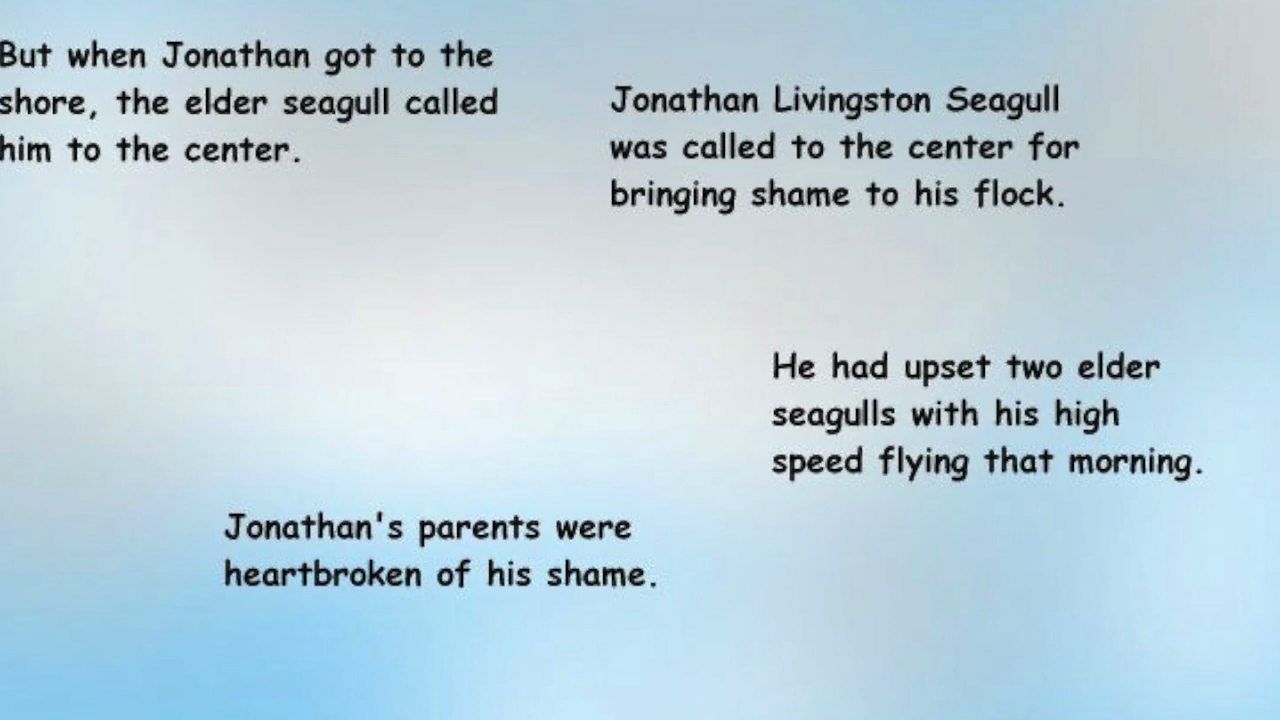 But when Jonathan got to the
shore, the elder seagull called
him to the center.
Jonathan Livingston Seagull
was called to the center for
bringing shame to his flock.
He had upset two elder
seagulls with his high
speed flying that morning.
Jonathan's parents were
heartbroken of his shame.